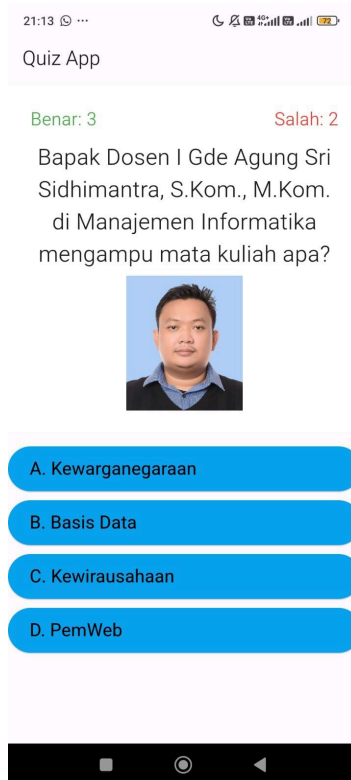 21:13
72
Quiz App
Benar: 3 Salah: 2
Bapak Dosen I Gde Agung Sri
Sidhimantra, S.Kom., M.Kom.
di Manajemen Informatika
mengampu mata kuliah apa?
A. Kewarganegaraan
B. Basis Data
C. Kewirausahaan
D. PemWeb